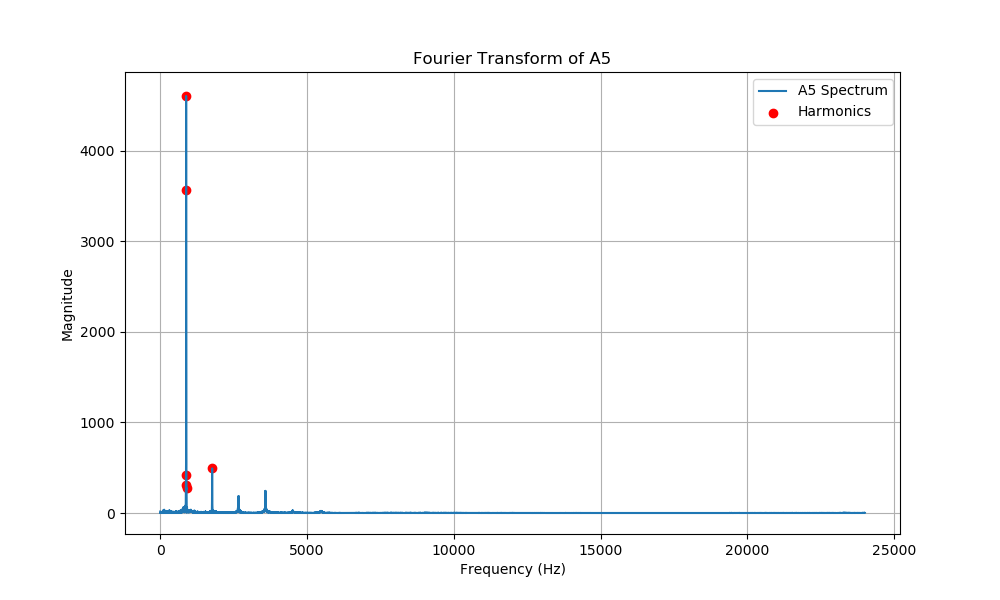 Fourier Transform of A5
A5 Spectrum
Harmonics
Magnitude
4000
3000
2000
1000
0
0 5000 10000 15000 20000 25000
Frequency (Hz)